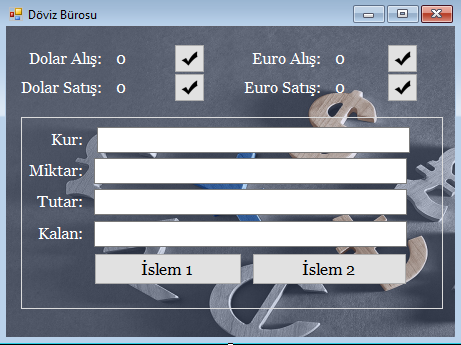 Döviz Bürosu
Dolar Alış: 0 Euro Alış: 0
Dolar Satış: 0 Euro Satış: 0
Kur:
Miktar:
Tutar:
Kalan:
İslem 1 İslem 2